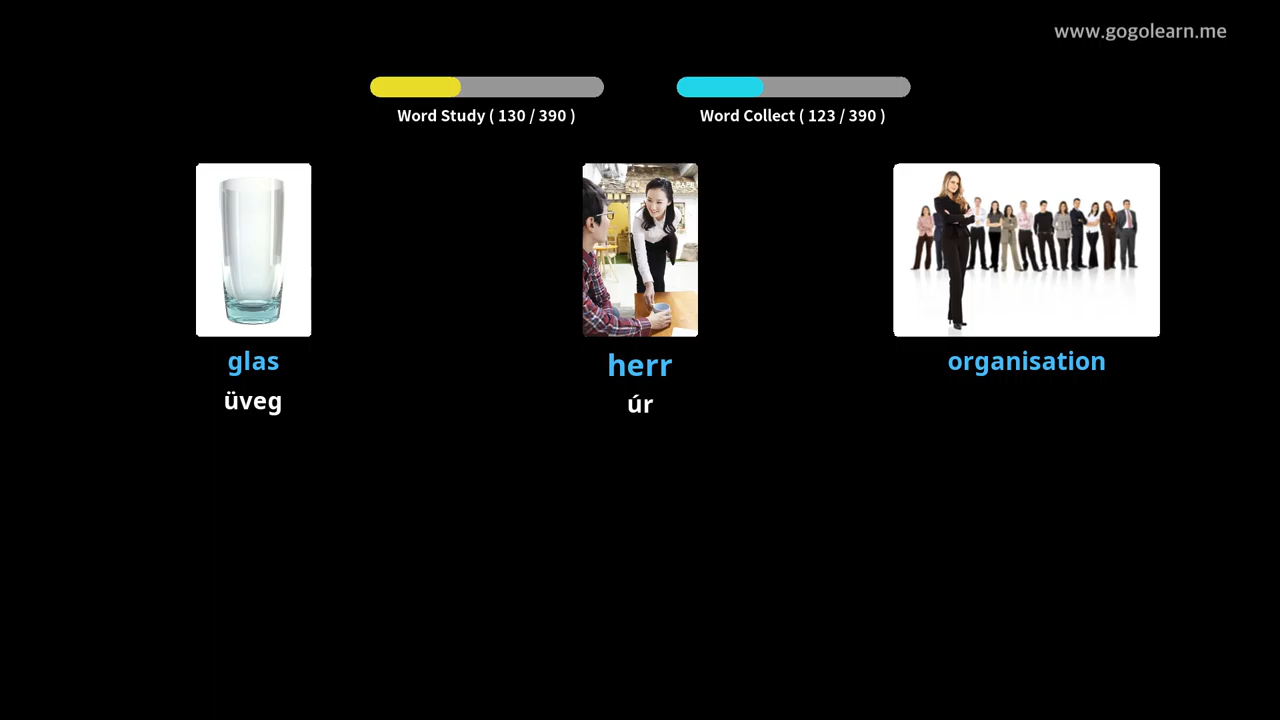 www.gogolearn.me
Word Study ( 130 / 390 )
Word Collect ( 123 / 390 )
glas
herr
organisation
üveg
úr